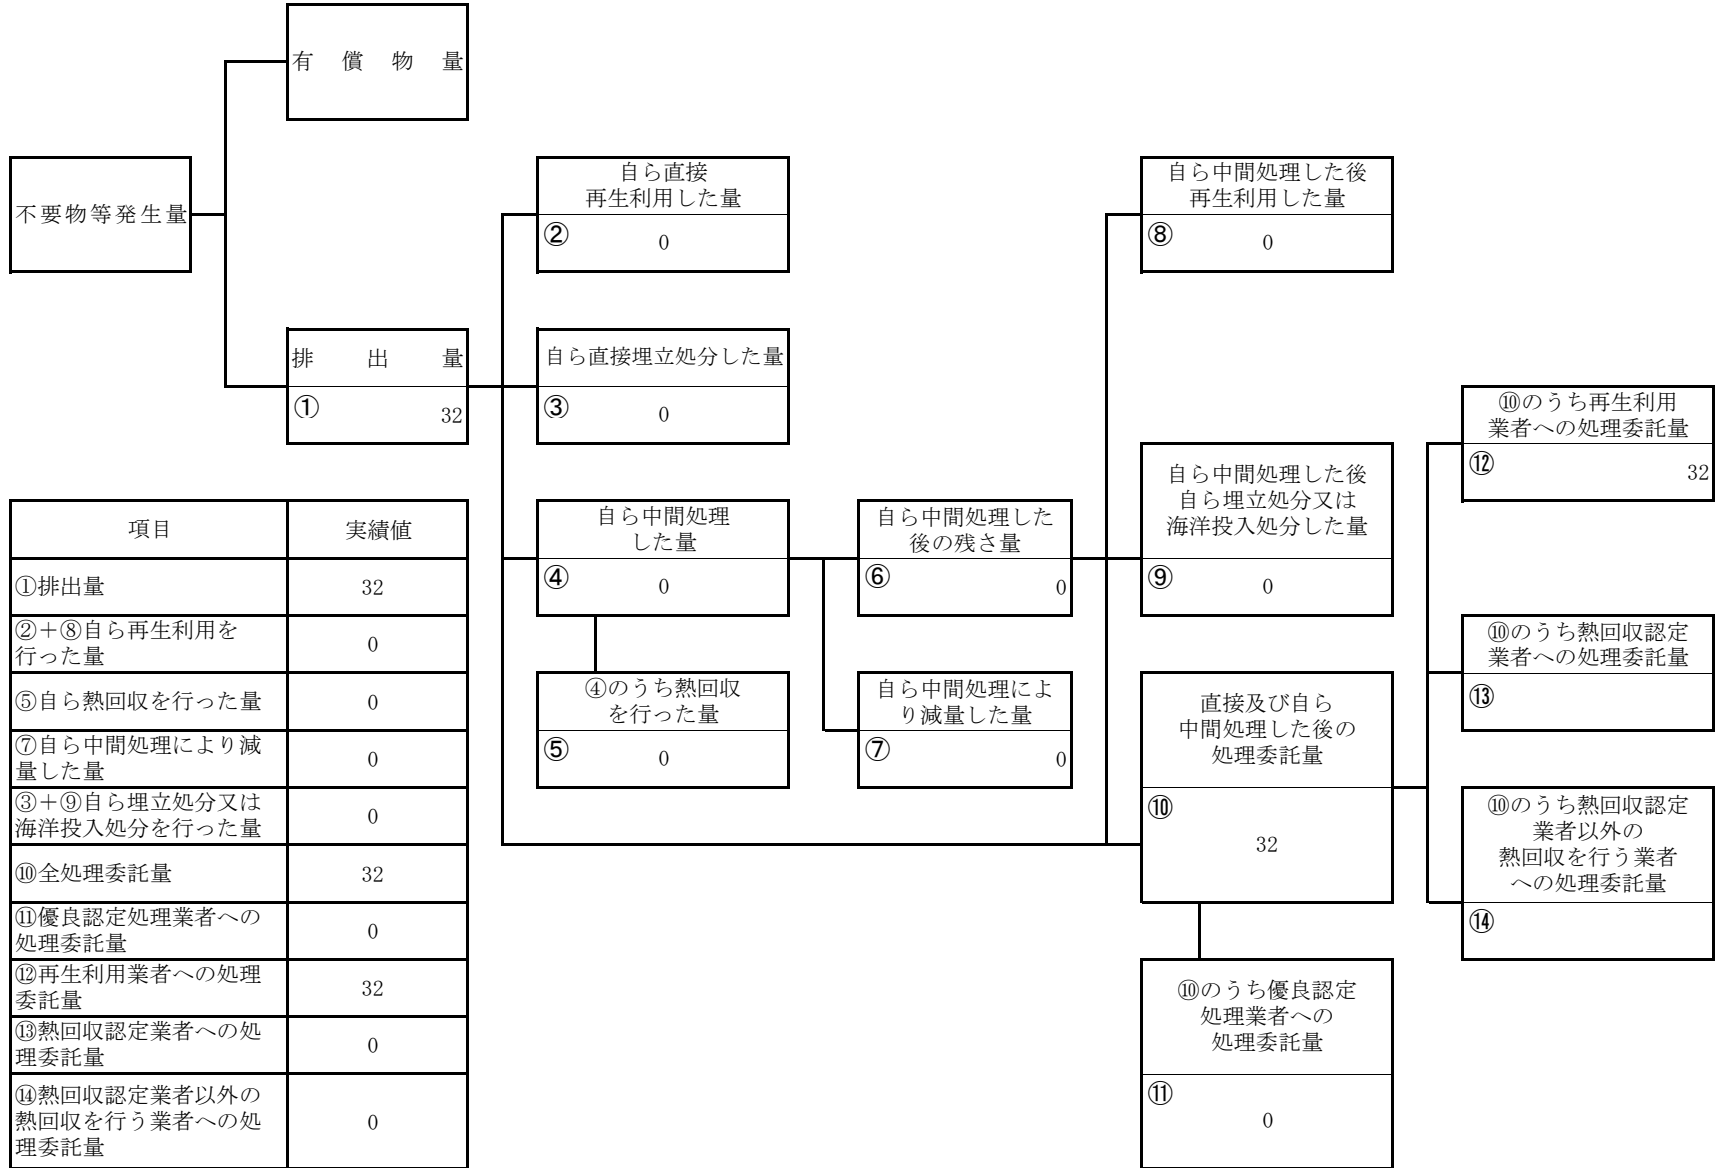 有償物量
不要物等発生量
排出量
① 32
自ら直接
再生利用した量
② 0
自ら直接埋立処分した量
③ 0
自ら中間処理
した量
④ 0
④のうち熱回収
を行った量
⑤ 0
自ら中間処理した
後の残さ量
⑥ 0
自ら中間処理によ
り減量した量
⑦ 0
自ら中間処理した後
再生利用した量
⑧ 0
自ら中間処理した後
自ら埋立処分又は
海洋投入処分した量
⑨ 0
直接及び自ら
中間処理した後の
処理委託量
⑩
32
⑩のうち優良認定
処理業者への
処理委託量
⑪
0
⑩のうち再生利用
業者への処理委託量
⑫ 32
⑩のうち熱回収認定
業者への処理委託量
⑬
⑩のうち熱回収認定
業者以外の
熱回収を行う業者
への処理委託量
⑭
項目 実績値
①排出量 32
②+⑧自ら再生利用を
行った量 0
⑤自ら熱回収を行った量 0
⑦自ら中間処理により減
量した量 0
③+⑨自ら埋立処分又は
海洋投入処分を行った量 0
⑩全処理委託量 32
⑪優良認定処理業者への
処理委託量 0
⑫再生利用業者への処理
委託量 32
⑬熱回収認定業者への処
理委託量 0
⑭熱回収認定業者以外の
熱回収を行う業者への処
理委託量 0